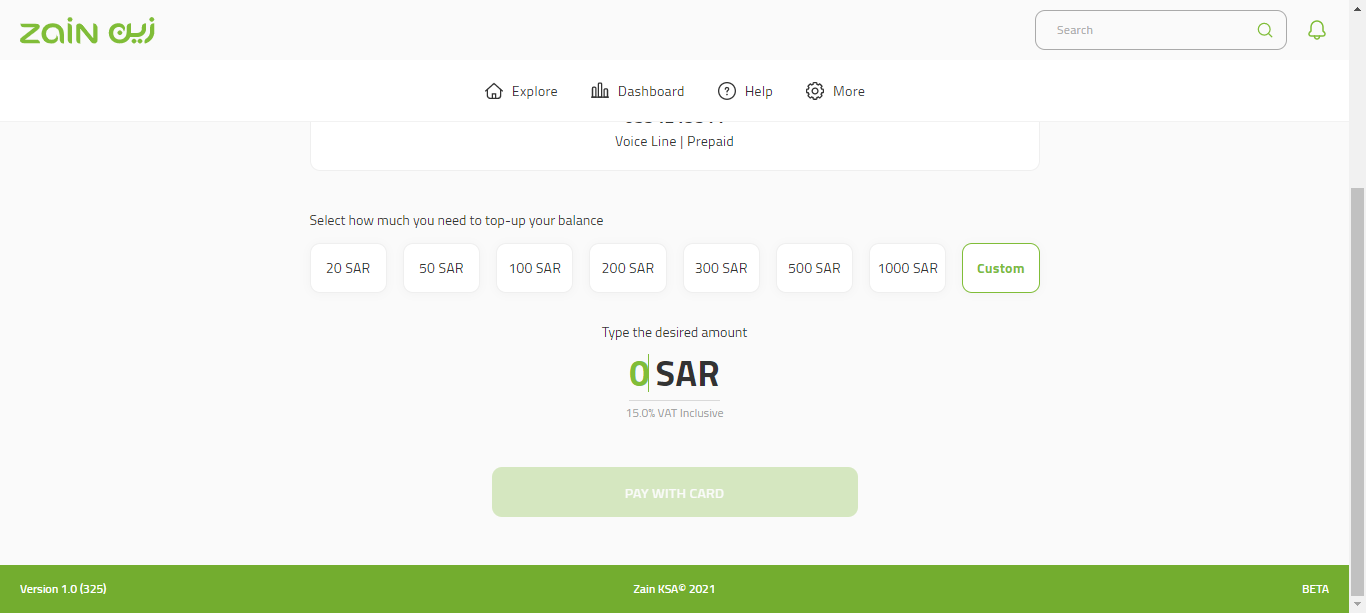 zain زين
Search
Explore
Dashboard
Help
More
Voice Line | Prepaid
Select how much you need to top-up your balance
20 SAR
50 SAR
100 SAR
200 SAR
300 SAR
500 SAR
1000 SAR
Custom
Type the desired amount
0 SAR
15.0% VAT Inclusive
PAY WITH CARD
Version 1.0 (325)
Zain KSA© 2021
BETA